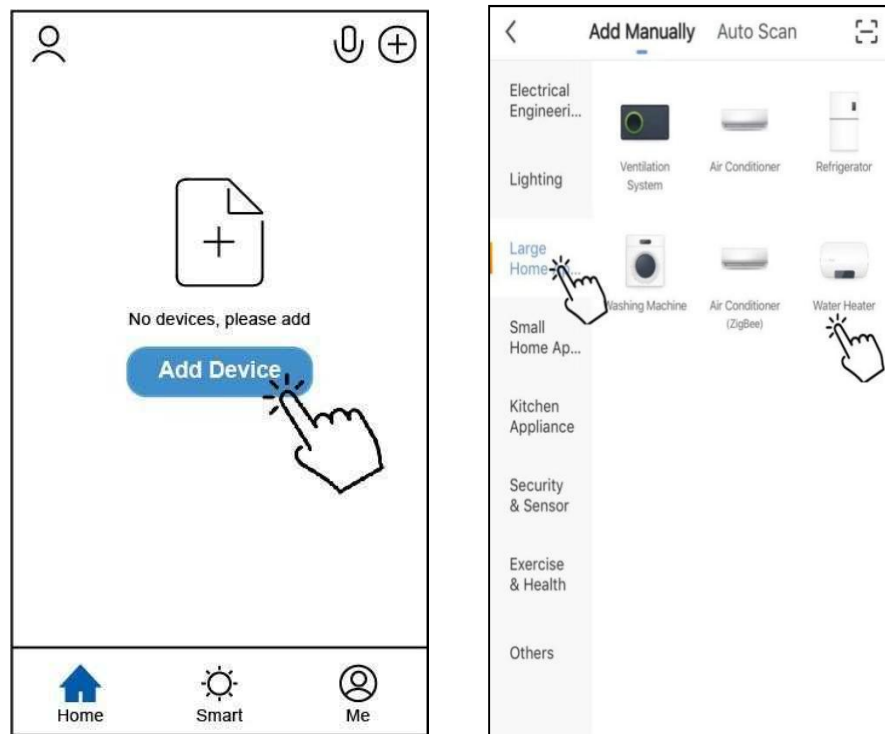 No devices, please add
Add Device
Home
Smart
Me
Add Manually
Auto Scan
Electrical
Engineeri...
Lighting
Large
Home
Small
Home Ap...
Kitchen
Appliance
Security
& Sensor
Exercise
& Health
Others
Ventilation
System
Air Conditioner
Refrigerator
Washing Machine
Air Conditioner
(ZigBee)
Water Heater